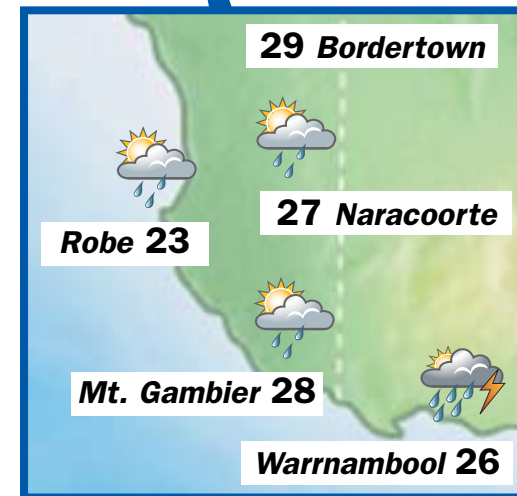 29 Bordertown
27 Naracoorte
Robe 23
Mt. Gambier 28
Warrnambool 26